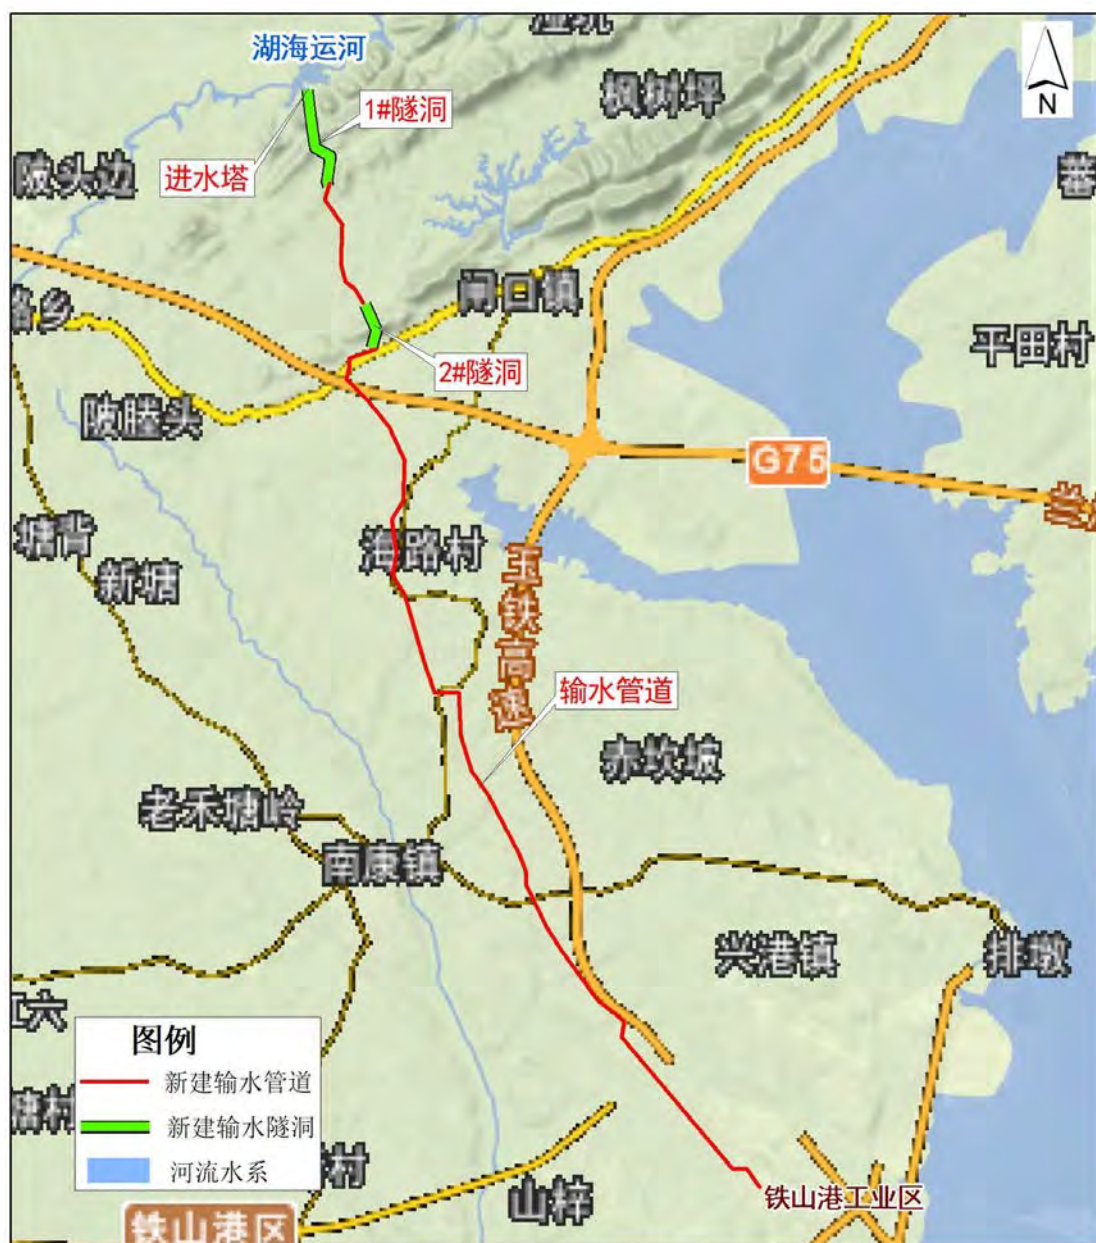 湖海运河
枫树坪
1#隧洞
进水塔
陂头边
N
闸口镇
平田村
2#隧洞
陂塍头
G75
塘背
新塘
海路村
玉铁高速
输水管道
赤坎坡
老禾塘岭
南康镇
兴港镇
排墩
图例
新建输水管道
新建输水隧洞
河流水系
村
山梓
铁山港工业区
铁山港区